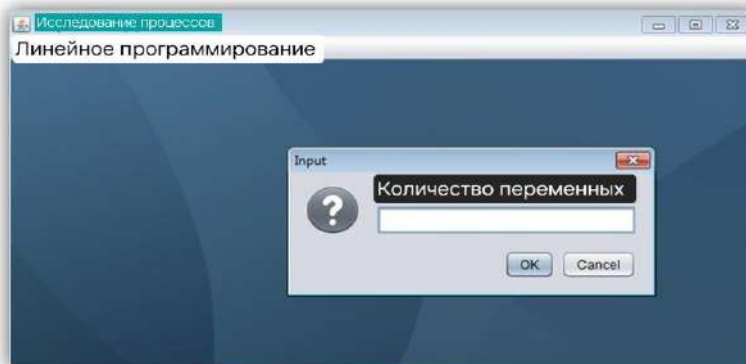 Исследование процессов
Линейное программирование
Input
Количество переменных
OK
Cancel